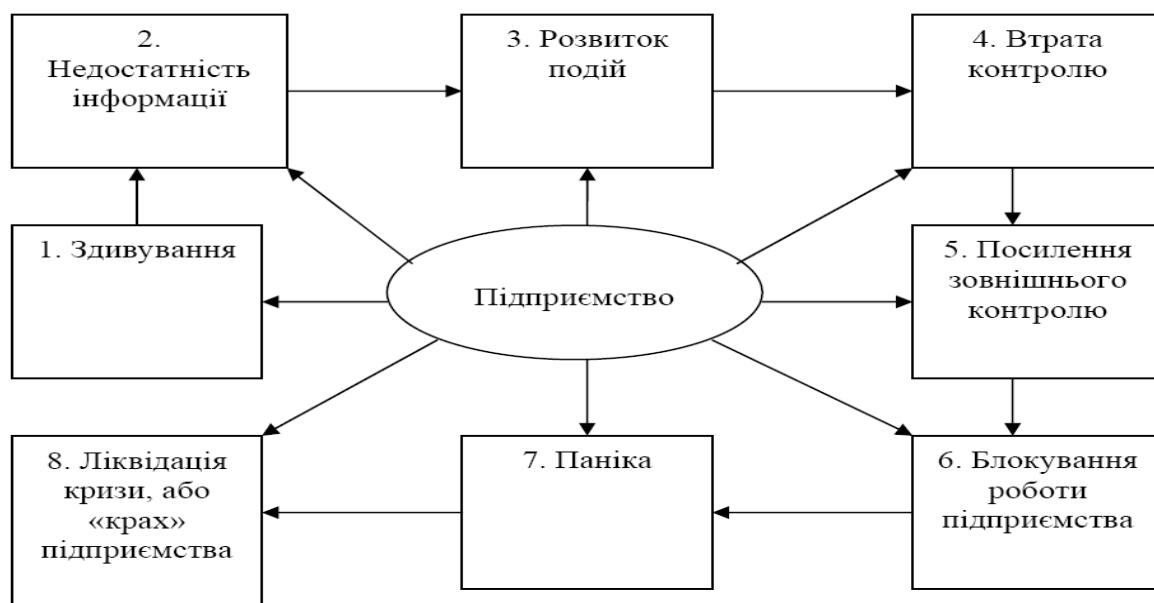 2.
Недостатність
інформації
3. Розвиток
подій
4. Втрата
контролю
1. Здивування
Підприємство
5. Посилення
зовнішнього
контролю
8. Ліквідація
кризи, або
«крах»
підприємства
7. Паніка
6. Блокування
роботи
підприємства